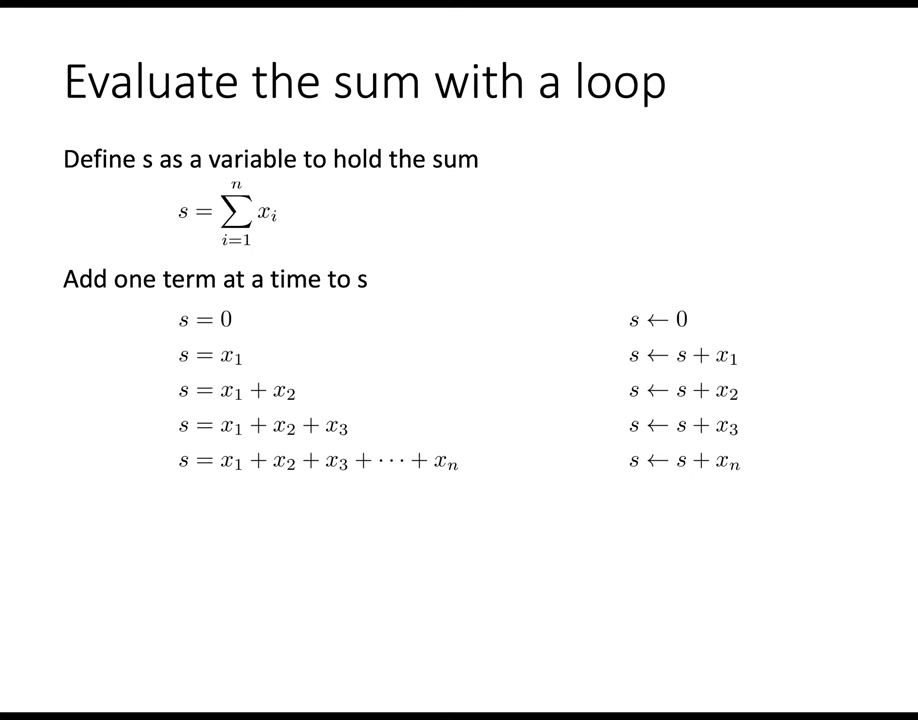 Evaluate the sum with a loop
Define s as a variable to hold the sum
s = \sum_{i=1}^{n} x_i
Add one term at a time to s
s = 0 s ← 0
s = x_1 s ← s + x_1
s = x_1 + x_2 s ← s + x_2
s = x_1 + x_2 + x_3 s ← s + x_3
s = x_1 + x_2 + x_3 + ⋯ + x_n s ← s + x_n